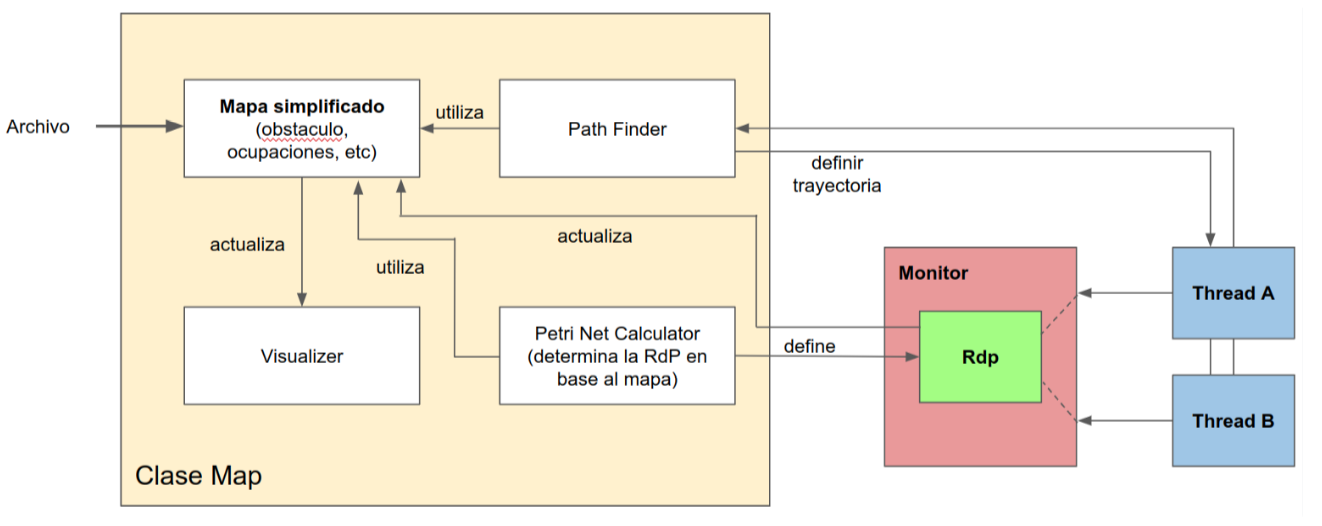 Archivo
Mapa simplificado
(obstaculo,
ocupaciones, etc)
utiliza
Path Finder
definir
trayectoria
actualiza
utiliza
actualiza
Visualizer
Petri Net Calculator
(determina la RdP en
base al mapa)
define
Monitor
Rdp
Thread A
Thread B
Clase Map